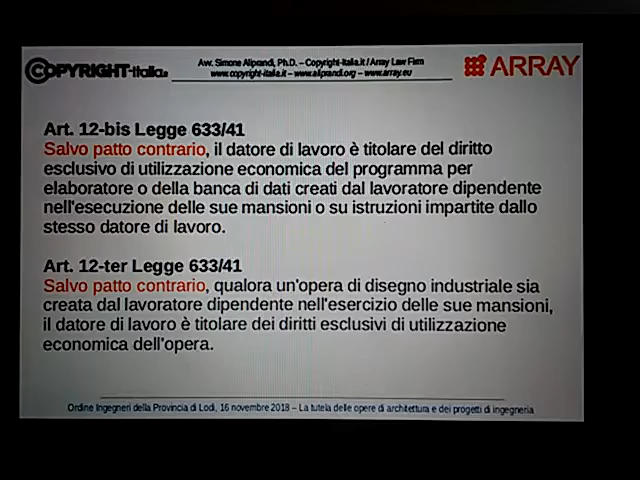 COPYRIGHT-Italia.it
Avv. Simone Aliprandi, Ph.D. – Copyright-Italia.it / Array Law Firm
www.copyright-italia.it – www.aliprandi.org – www.array.eu
ARRAY
Art. 12-bis Legge 633/41
Salvo patto contrario, il datore di lavoro è titolare del diritto
esclusivo di utilizzazione economica del programma per
elaboratore o della banca di dati creati dal lavoratore dipendente
nell'esecuzione delle sue mansioni o su istruzioni impartite dallo
stesso datore di lavoro.
Art. 12-ter Legge 633/41
Salvo patto contrario, qualora un'opera di disegno industriale sia
creata dal lavoratore dipendente nell'esercizio delle sue mansioni,
il datore di lavoro è titolare dei diritti esclusivi di utilizzazione
economica dell'opera.
Ordine Ingegneri della Provincia di Lodi, 16 novembre 2018 – La tutela delle opere di architettura e dei progetti di ingegneria